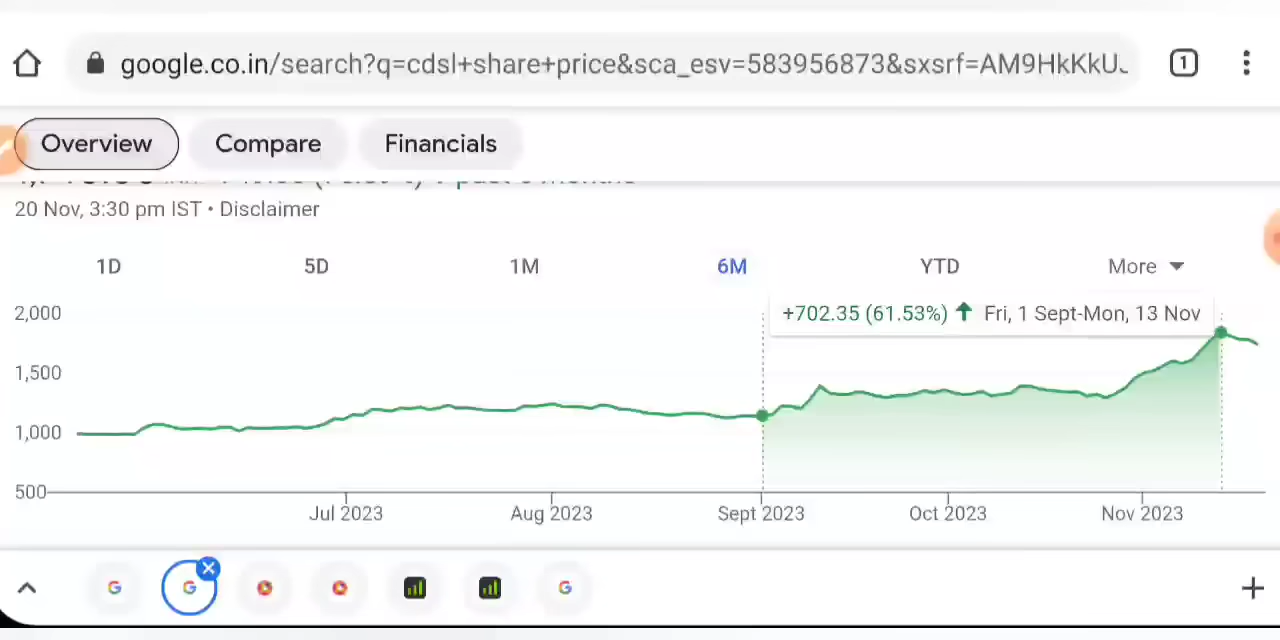 google.co.in/search?q=cdsl+share+price&sca_esv=583956873&sxsrf=AM9HkKkU
1
Overview Compare Financials
20 Nov, 3:30 pm IST • Disclaimer
1D 5D 1M 6M YTD More
+702.35 (61.53%) ↑ Fri, 1 Sept-Mon, 13 Nov
2,000
1,500
1,000
500
Jul 2023 Aug 2023 Sept 2023 Oct 2023 Nov 2023